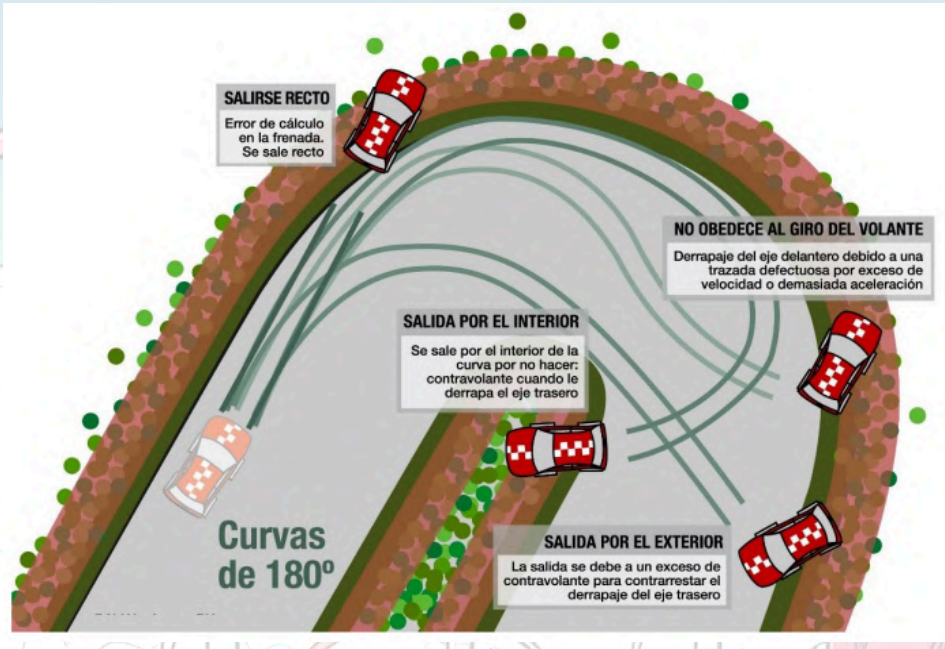 SALIRSE RECTO
Error de cálculo
en la frenada.
Se sale recto
NO OBEDECE AL GIRO DEL VOLANTE
Derrapaje del eje delantero debido a una
trazada defectuosa por exceso de
velocidad o demasiada aceleración
SALIDA POR EL INTERIOR
Se sale por el interior de la
curva por no hacer:
contravolante cuando le
derrapa el eje trasero
SALIDA POR EL EXTERIOR
La salida se debe a un exceso de
contravolante para contrarrestar el
derrapaje del eje trasero
Curvas
de 180º